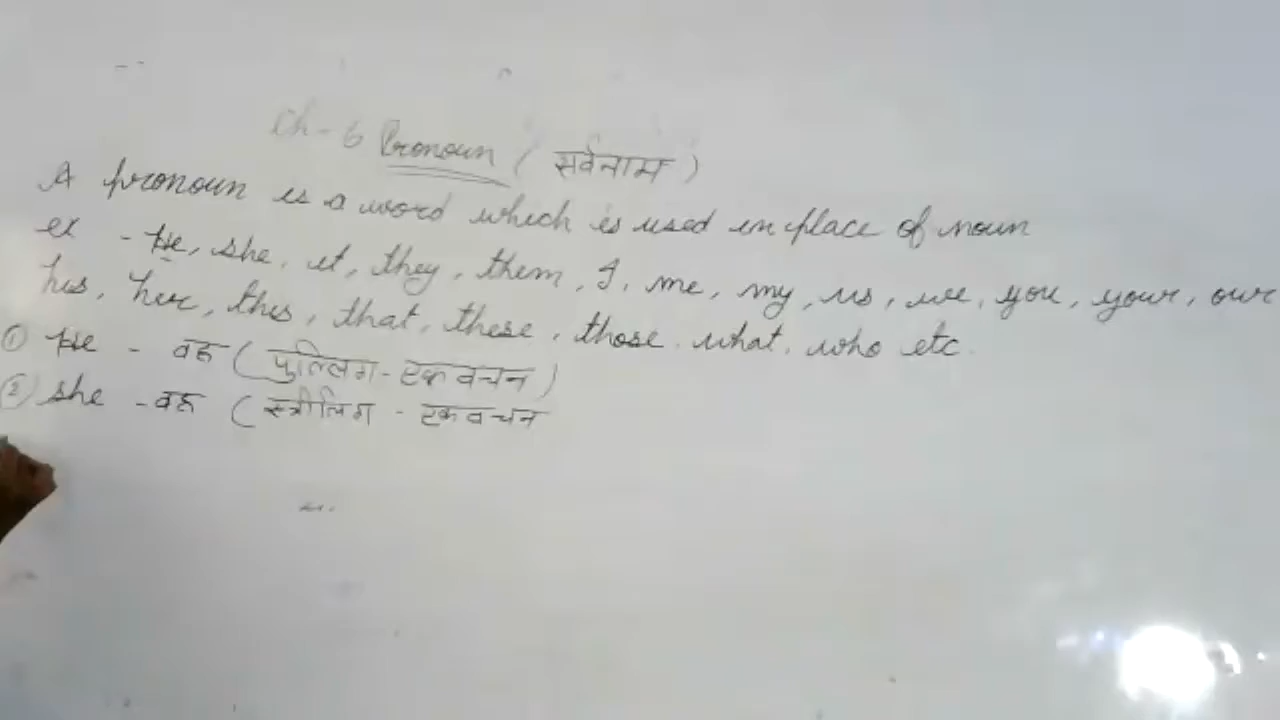 Ch-6 Pronoun (सर्वनाम)
A pronoun is a word which is used in place of noun
ex - He, she, it, they, them, I, me, my, us, we, you, your, our
his, her, this, that, these, those, what, who etc.
① He - वह (पुल्लिंग-एकवचन)
② she - वह (स्त्रीलिंग - एकवचन